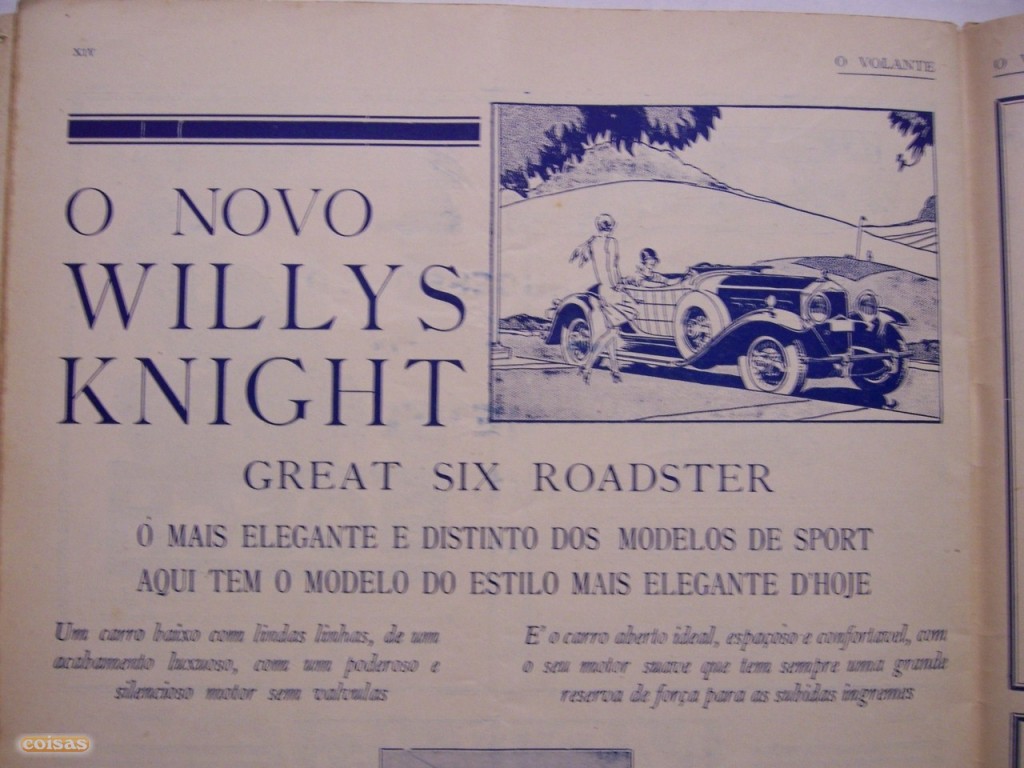 XIV
O VOLANTE
O
O NOVO
WILLYS
KNIGHT
GREAT SIX ROADSTER
O MAIS ELEGANTE E DISTINTO DOS MODELOS DE SPORT
AQUI TEM O MODELO DO ESTILO MAIS ELEGANTE D'HOJE
Um carro baixo com lindas linhas, de um
acabamento luxuoso, com um poderoso e
silencioso motor sem valvulas
E' o carro aberto ideal, espaçoso e confortavel, com
o seu motor suave que tem sempre uma grande
reserva de força para as subidas ingremes
coisas